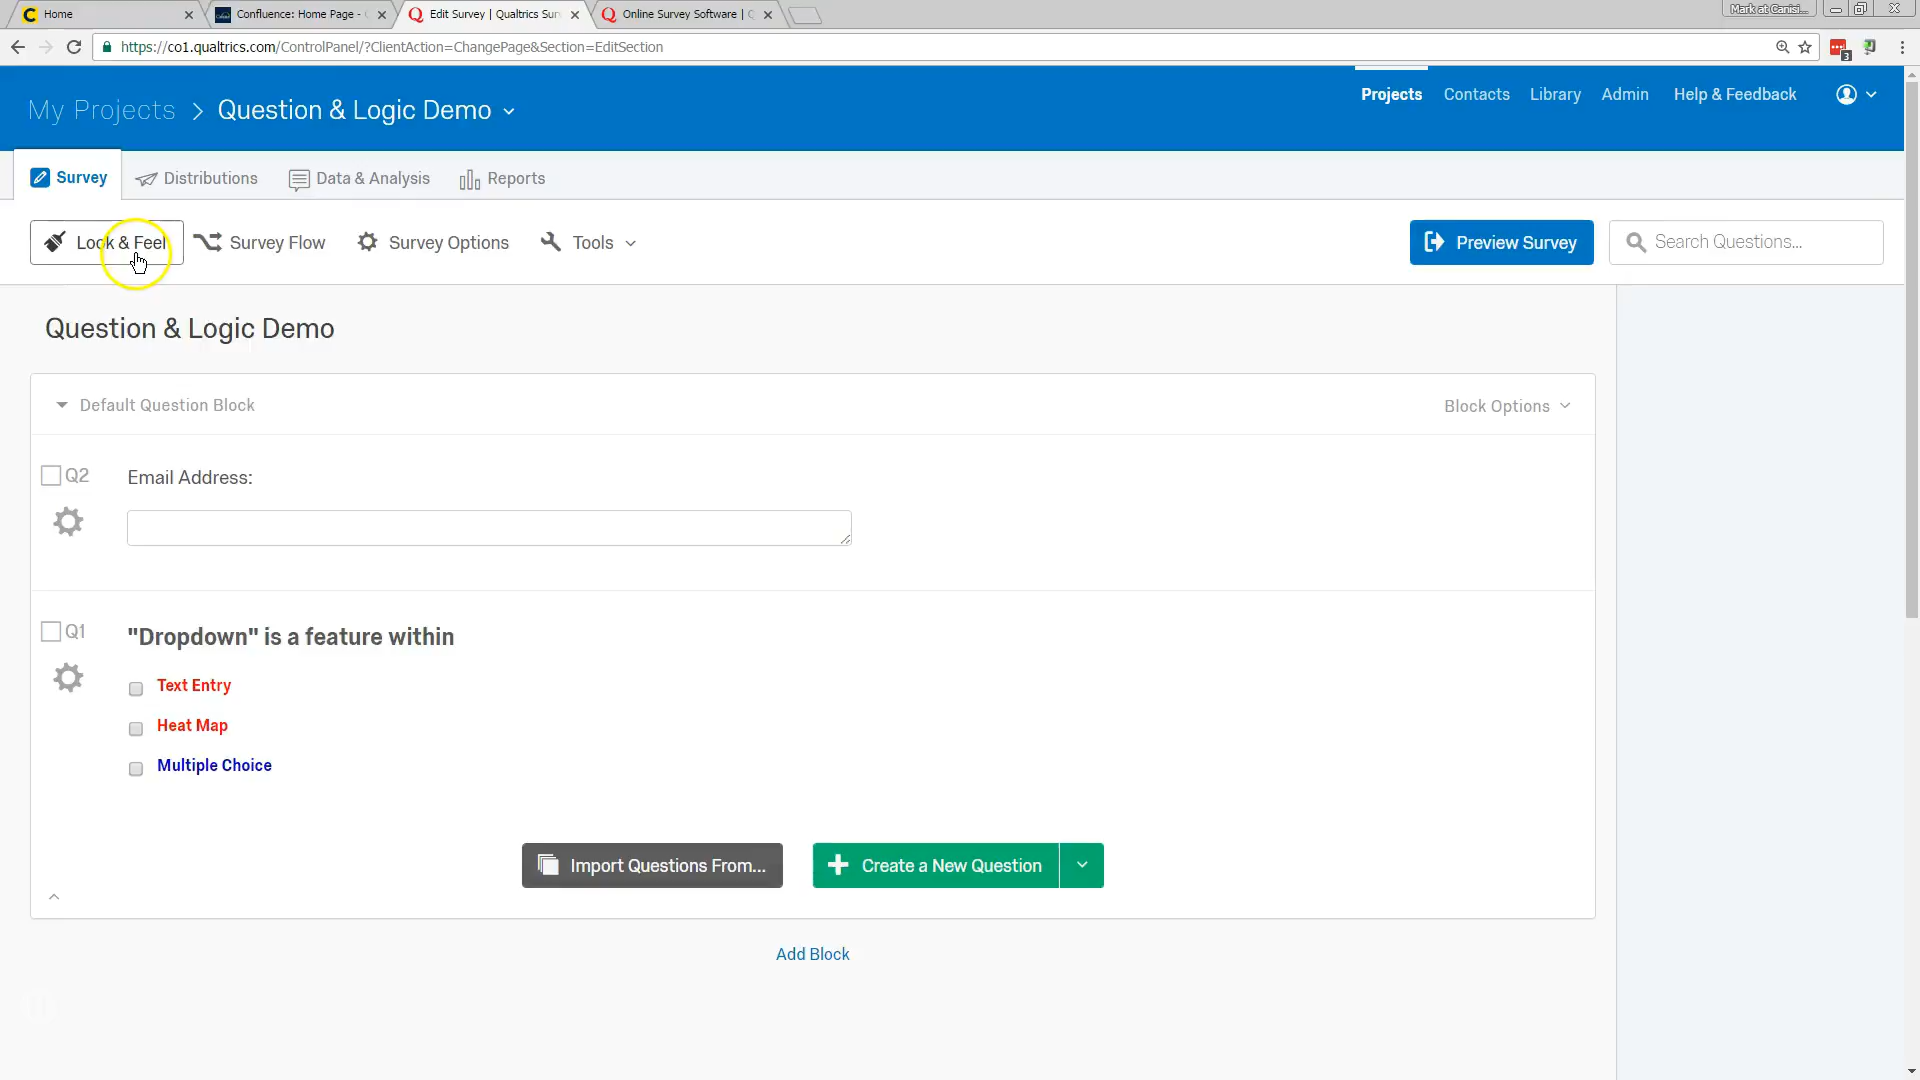 Home
Confluence: Home Page -
Edit Survey | Qualtrics Sur
Online Survey Software |
Mark at Canisi...
https://co1.qualtrics.com/ControlPanel/?ClientAction=ChangePage&Section=EditSection
3
My Projects > Question & Logic Demo
Projects
Contacts
Library
Admin
Help & Feedback
Survey
Distributions
Data & Analysis
Reports
Look & Feel
Survey Flow
Survey Options
Tools
Preview Survey
Search Questions...
Question & Logic Demo
Default Question Block
Block Options
Q2
Email Address:
Q1
"Dropdown" is a feature within
Text Entry
Heat Map
Multiple Choice
Import Questions From...
Create a New Question
Add Block